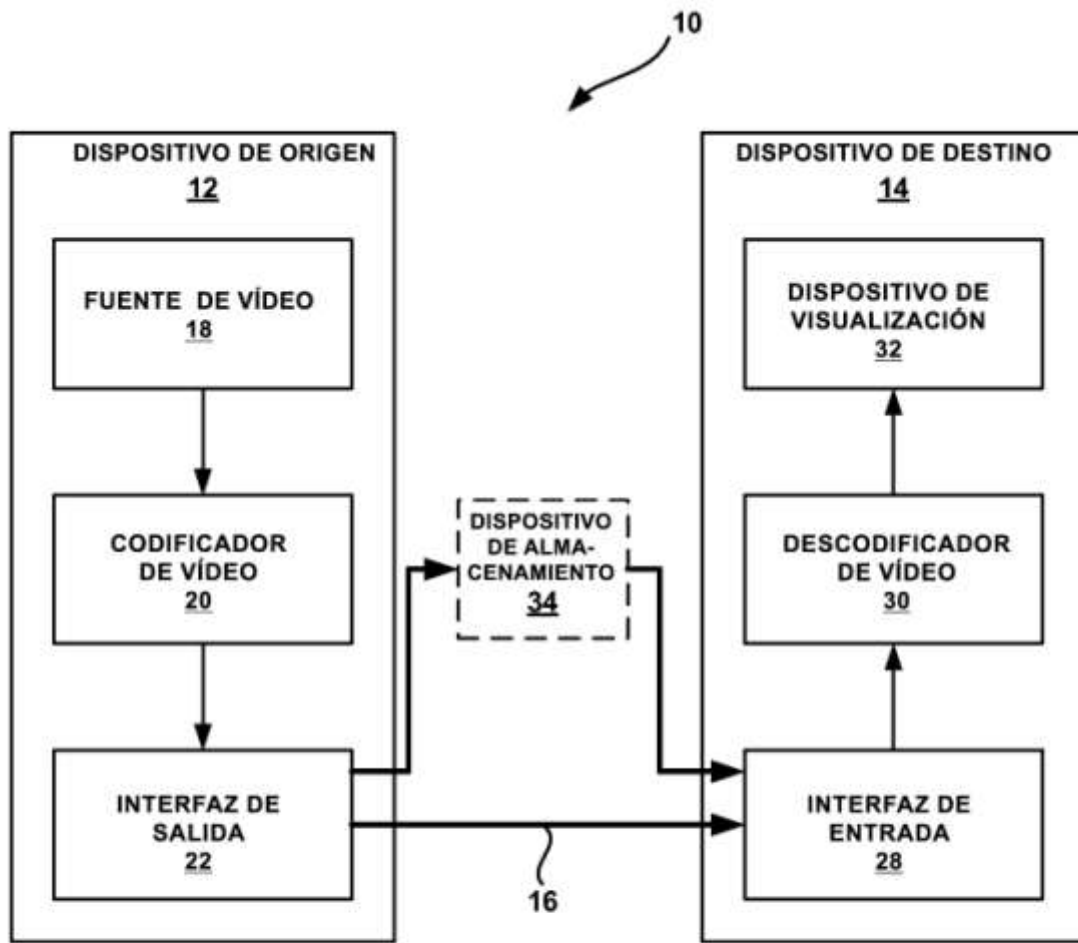 10
DISPOSITIVO DE ORIGEN
12
FUENTE DE VÍDEO
18
CODIFICADOR
DE VÍDEO
20
INTERFAZ DE
SALIDA
22
DISPOSITIVO
DE ALMA-
CENAMIENTO
34
16
DISPOSITIVO DE DESTINO
14
DISPOSITIVO DE
VISUALIZACIÓN
32
DESCODIFICADOR
DE VÍDEO
30
INTERFAZ DE
ENTRADA
28